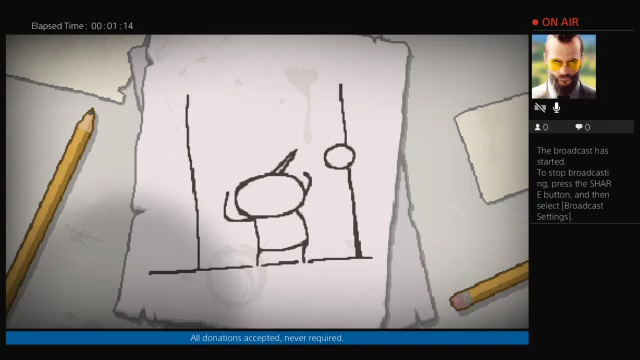 Elapsed Time : 00:01:14
ON AIR
0 0
The broadcast has
started.
To stop broadcasti
ng, press the SHAR
E button, and then
select [Broadcast
Settings].
All donations accepted, never required.